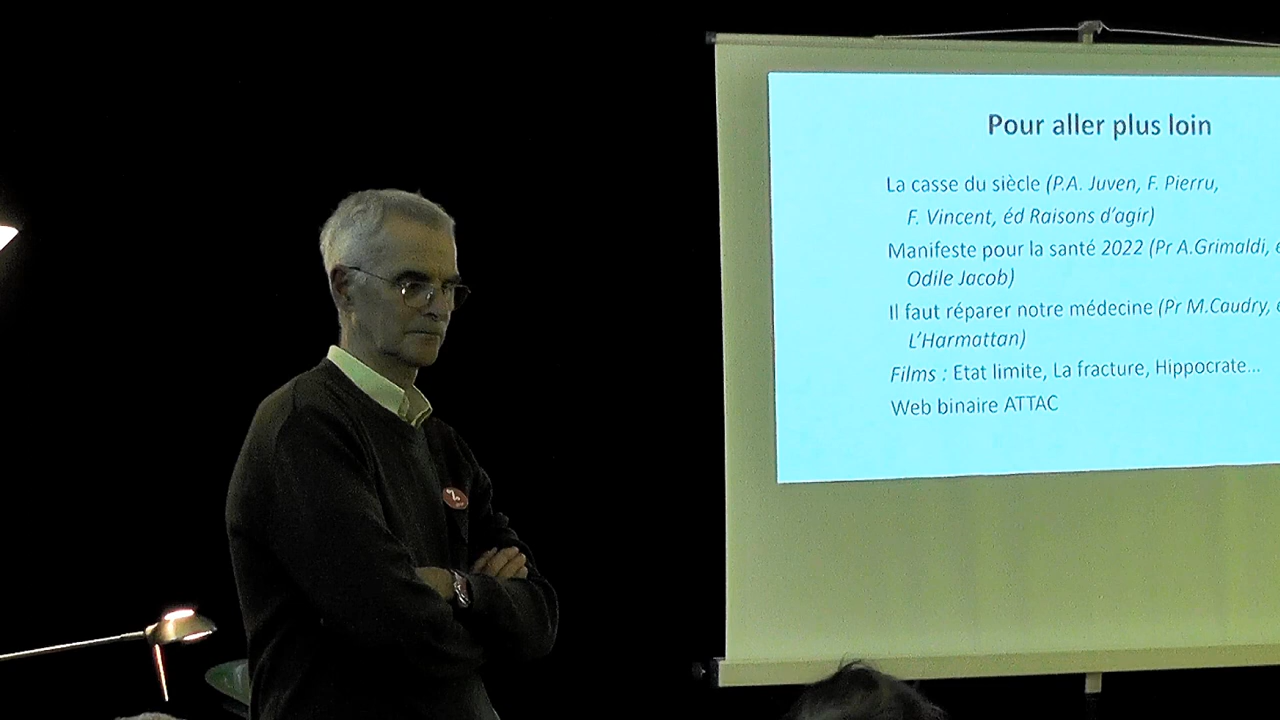 Pour aller plus loin
La casse du siècle (P.A. Juven, F. Pierru,
F. Vincent, éd Raisons d'agir)
Manifeste pour la santé 2022 (Pr A.Grimaldi, é
Odile Jacob)
Il faut réparer notre médecine (Pr M.Caudry, é
L'Harmattan)
Films : Etat limite, La fracture, Hippocrate...
Web binaire ATTAC